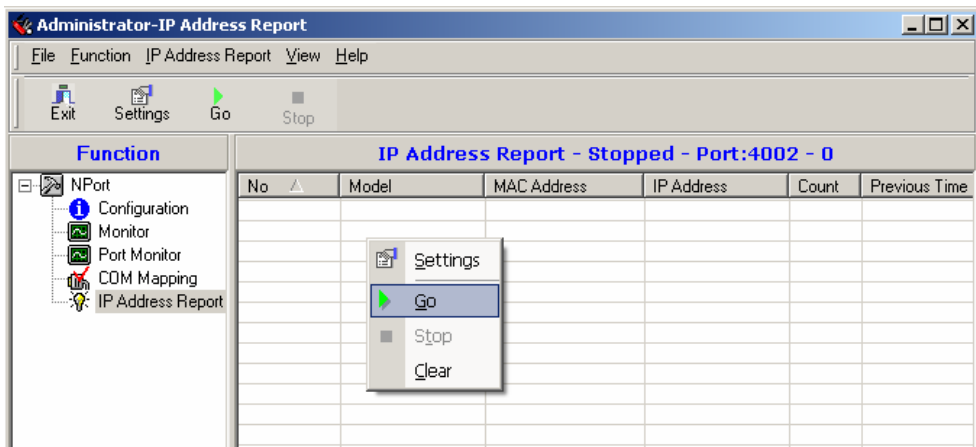 Administrator-IP Address Report
File Function IP Address Report View Help
Exit Settings Go Stop
Function
IP Address Report - Stopped - Port:4002 - 0
No Model MAC Address IP Address Count Previous Time
NPort
Configuration
Monitor
Port Monitor
COM Mapping
IP Address Report
Settings
Go
Stop
Clear